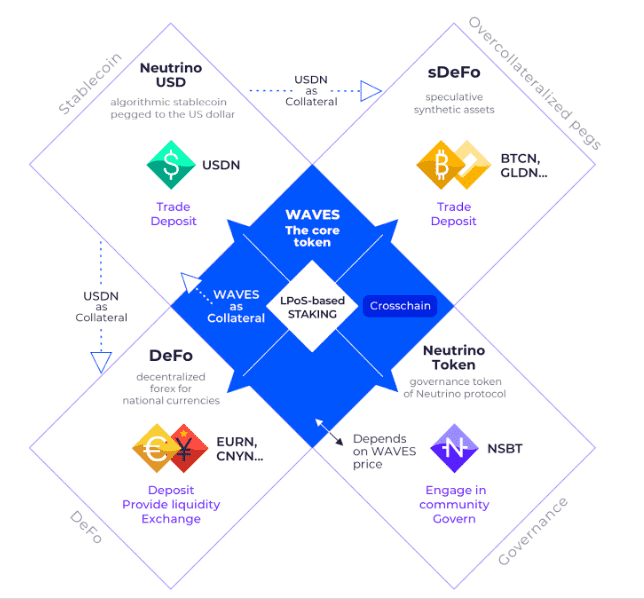 Stablecoin
Neutrino
USD
algorithmic stablecoin
pegged to the US dollar
USDN
Trade
Deposit
USDN
as
Collateral
Overcollateralized pegs
sDeFo
speculative
synthetic assets
BTCN,
GLDN...
Trade
Deposit
WAVES
The core
token
USDN
as
Collateral
WAVES
as
Collateral
LPoS-based
STAKING
Crosschain
DeFo
decentralized
forex for
national currencies
EURN,
CNYN...
Deposit
Provide liquidity
Exchange
DeFo
Neutrino
Token
governance token
of Neutrino protocol
Depends
on WAVES
price
NSBT
Engage in
community
Govern
Governance